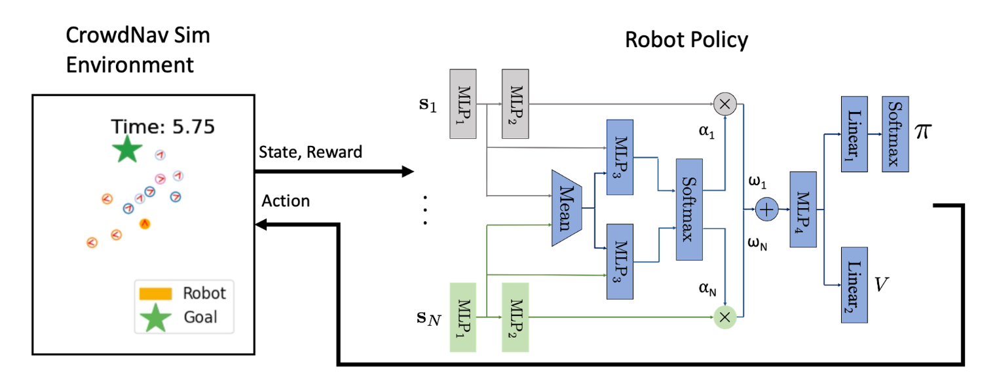 CrowdNav Sim
Environment
Time: 5.75
Robot
Goal
State, Reward
Action
Robot Policy
s₁
MLP₁
MLP₂
×
α₁
MLP₃
Mean
Softmax
MLP₃
αN
sN
MLP₁
MLP₂
×
ω₁
+
ωN
MLP₄
Linear₁
Softmax
π
Linear₂
V